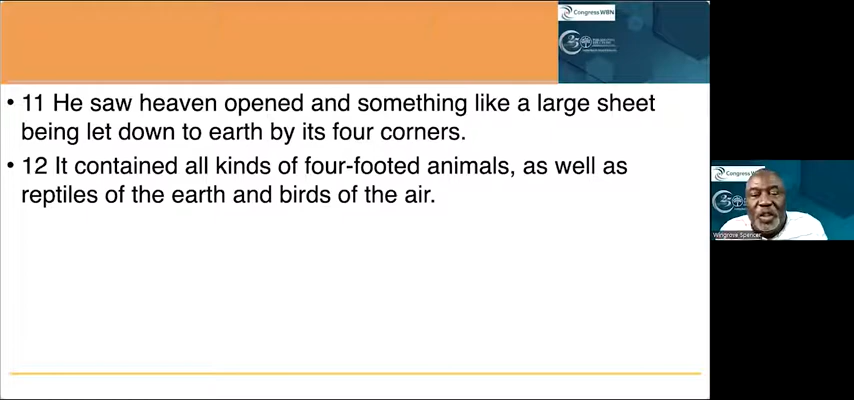 Congress WBN
25
• 11 He saw heaven opened and something like a large sheet
being let down to earth by its four corners.
• 12 It contained all kinds of four-footed animals, as well as
reptiles of the earth and birds of the air.
Congress W
25
Wingrove Spencer